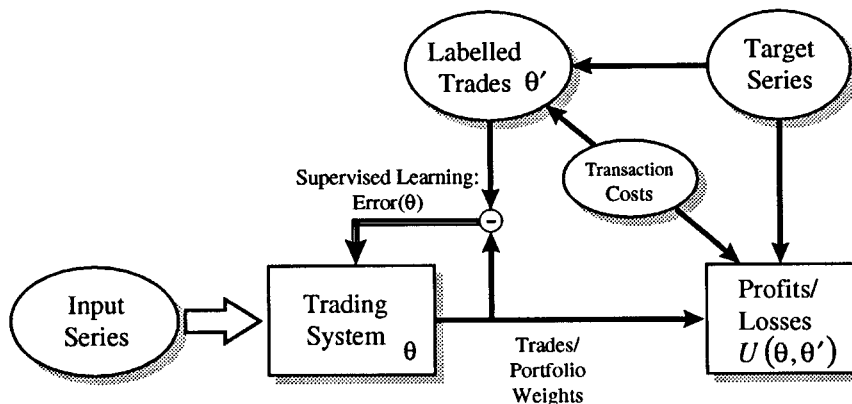 Labelled
Trades θ′
Target
Series
Transaction
Costs
Supervised Learning:
Error(θ)
-
Input
Series
Trading
System
θ
Trades/
Portfolio
Weights
Profits/
Losses
U(θ,θ′)